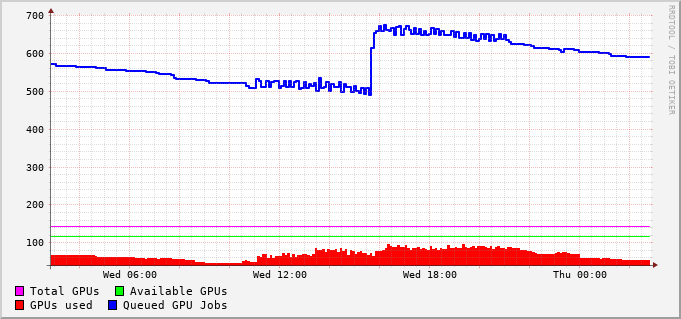 700
600
500
400
300
200
100
Wed 06:00 Wed 12:00 Wed 18:00 Thu 00:00
Total GPUs Available GPUs
GPUs used Queued GPU Jobs
RRDTOOL / TOBI OETIKER